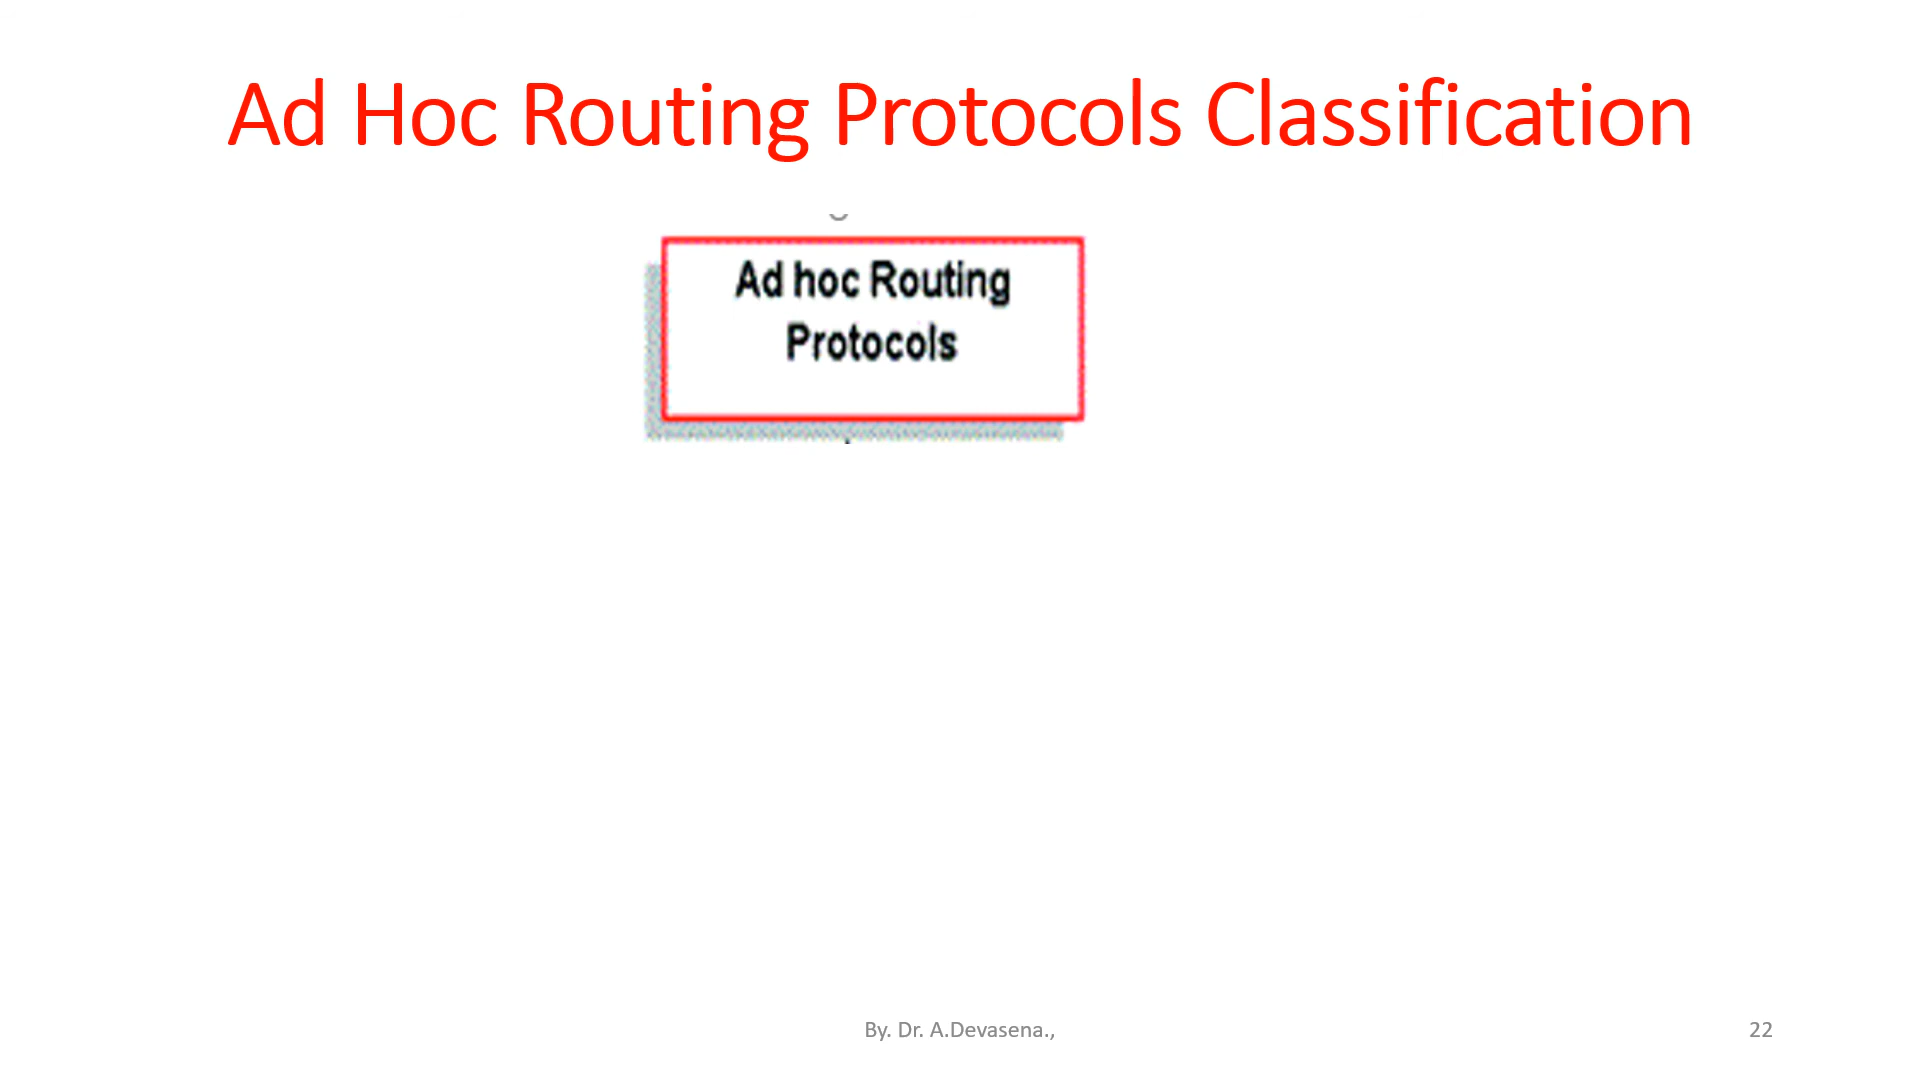 Ad Hoc Routing Protocols Classification
Ad hoc Routing
Protocols
By. Dr. A.Devasena.,
22